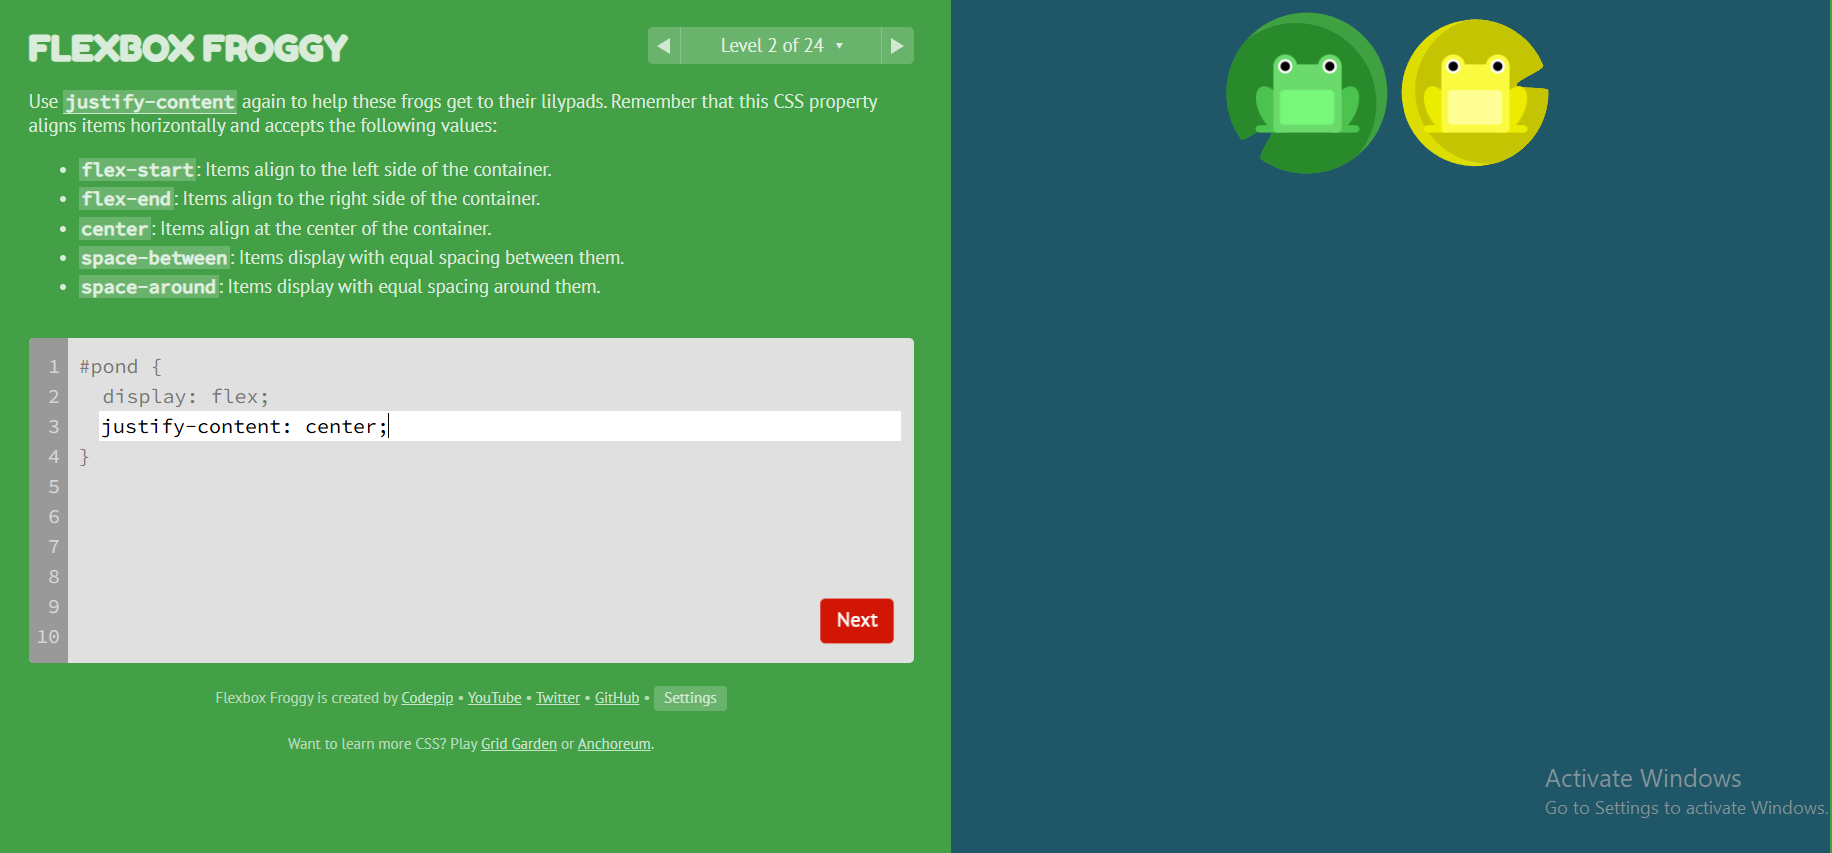 FLEXBOX FROGGY
Level 2 of 24
Use justify-content again to help these frogs get to their lilypads. Remember that this CSS property
aligns items horizontally and accepts the following values:
• flex-start: Items align to the left side of the container.
• flex-end: Items align to the right side of the container.
• center: Items align at the center of the container.
• space-between: Items display with equal spacing between them.
• space-around: Items display with equal spacing around them.
1 #pond {
2 display: flex;
3 justify-content: center;
4 }
5
6
7
8
9
10
Next
Flexbox Froggy is created by Codepip • YouTube • Twitter • GitHub • Settings
Want to learn more CSS? Play Grid Garden or Anchoreum.
Activate Windows
Go to Settings to activate Windows.